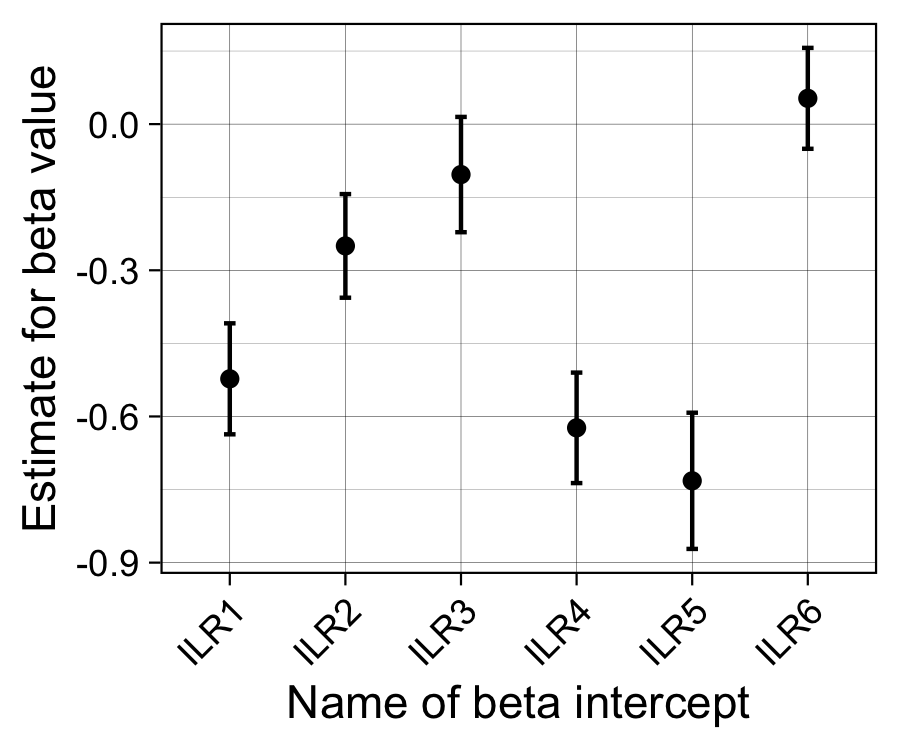 Estimate for beta value
0.0
-0.3
-0.6
-0.9
ILR1 ILR2 ILR3 ILR4 ILR5 ILR6
Name of beta intercept